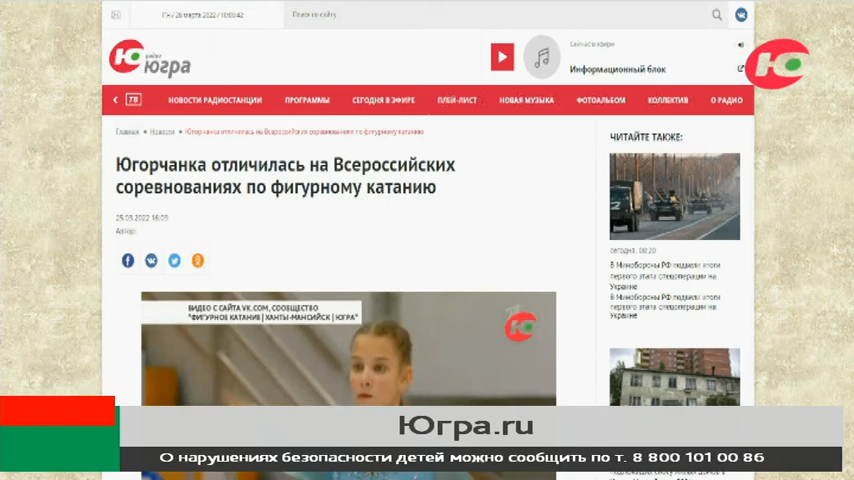 Пн / 28 марта 2022 / 10:09:42
Поиск по сайту
Ю
радио
Югра
Сейчас в эфире
Информационный блок
Ю
ТВ
НОВОСТИ РАДИОСТАНЦИИ ПРОГРАММЫ СЕГОДНЯ В ЭФИРЕ ПЛЕЙ-ЛИСТ НОВАЯ МУЗЫКА ФОТОАЛЬБОМ КОЛЛЕКТИВ О РАДИО
Главная Новости Югорчанка отличилась на Всероссийских соревнованиях по фигурному катанию
Югорчанка отличилась на Всероссийских
соревнованиях по фигурному катанию
25.03.2022 16:09
Автор:
ВИДЕО С САЙТА VK.COM, СООБЩЕСТВО
"ФИГУРНОЕ КАТАНИЕ | ХАНТЫ-МАНСИЙСК | ЮГРА"
Ю
ЧИТАЙТЕ ТАКЖЕ:
Z
сегодня, 08:20
В Минобороны РФ подвели итоги
первого этапа спецоперации на
Украине
В Минобороны РФ подвели итоги
первого этапа спецоперации на
Украине
Югра.ru
О нарушениях безопасности детей можно сообщить по т. 8 800 101 00 86